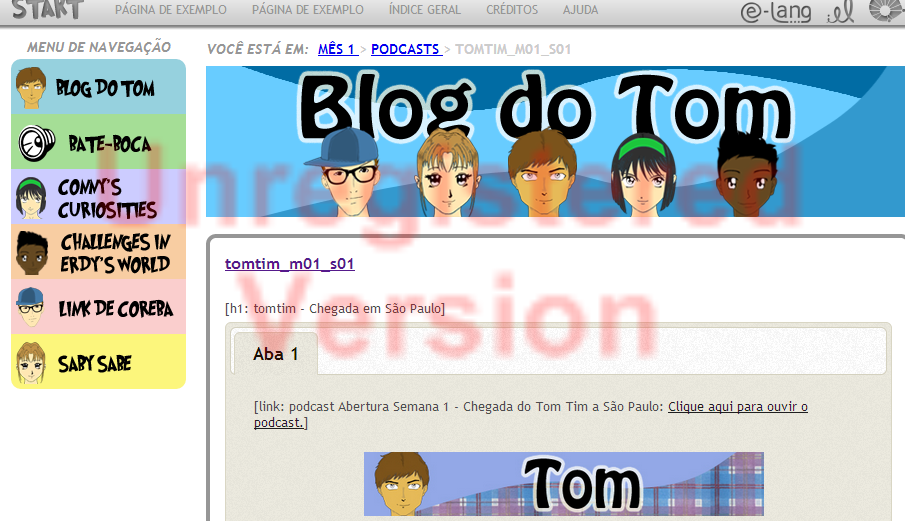 START PÁGINA DE EXEMPLO PÁGINA DE EXEMPLO ÍNDICE GERAL CRÉDITOS AJUDA e-lang iel
MENU DE NAVEGAÇÃO
BLOG DO TOM
BATE-BOCA
CONNY'S
CURIOSITIES
CHALLENGES IN
ERDY'S WORLD
LINK DE COREBA
SABY SABE
VOCÊ ESTÁ EM: MÊS 1 > PODCASTS > TOMTIM_M01_S01
Blog do Tom
Unregistered
Version
tomtim_m01_s01
[h1: tomtim - Chegada em São Paulo]
Aba 1
[link: podcast Abertura Semana 1 - Chegada do Tom Tim a São Paulo: Clique aqui para ouvir o
podcast.]
Tom